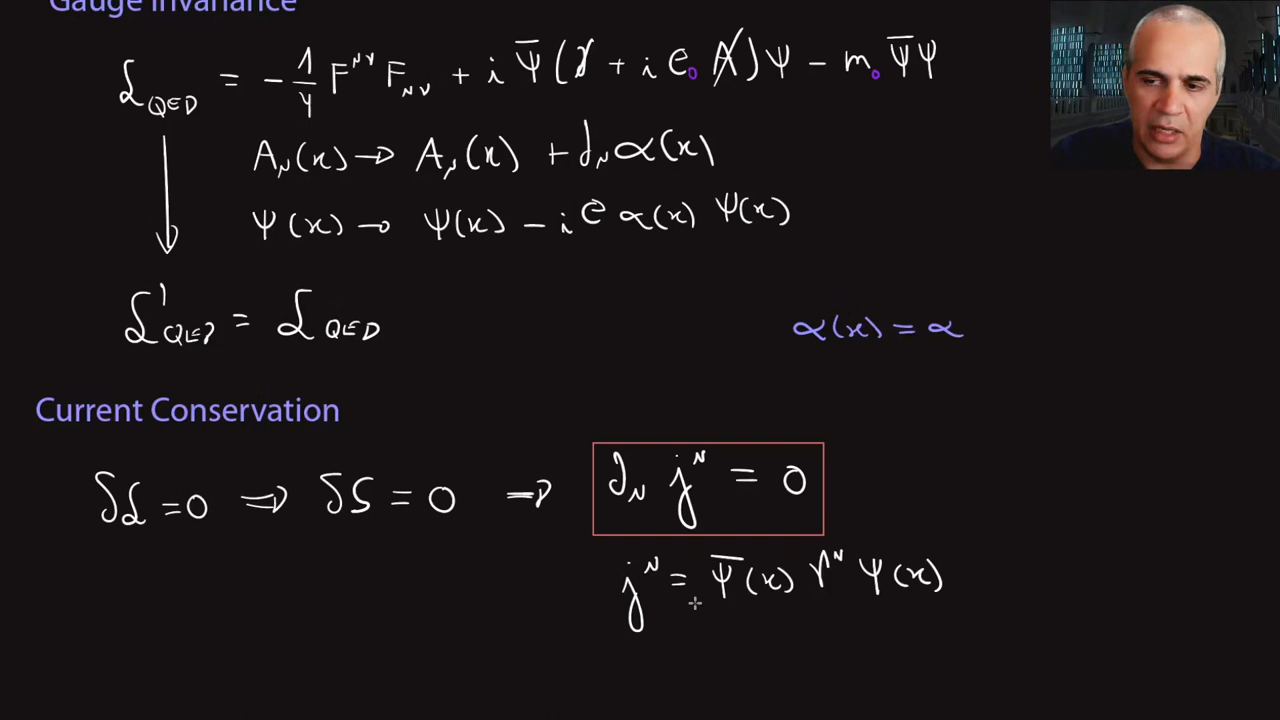 Gauge Invariance
ℒ_QED = - 1/4 F^μν F_μν + i Ψ̄ (∂̸ + i e₀ A̸) Ψ - m₀ Ψ̄Ψ
A_μ(x) → A_μ(x) + ∂_μ α(x)
Ψ(x) → Ψ(x) - i e α(x) Ψ(x)
ℒ'_QED = ℒ_QED
α(x) = α
Current Conservation
δℒ = 0 ⇒ δS = 0 ⇒ ∂_μ j^μ = 0
j^μ = Ψ̄(x) γ^μ Ψ(x)